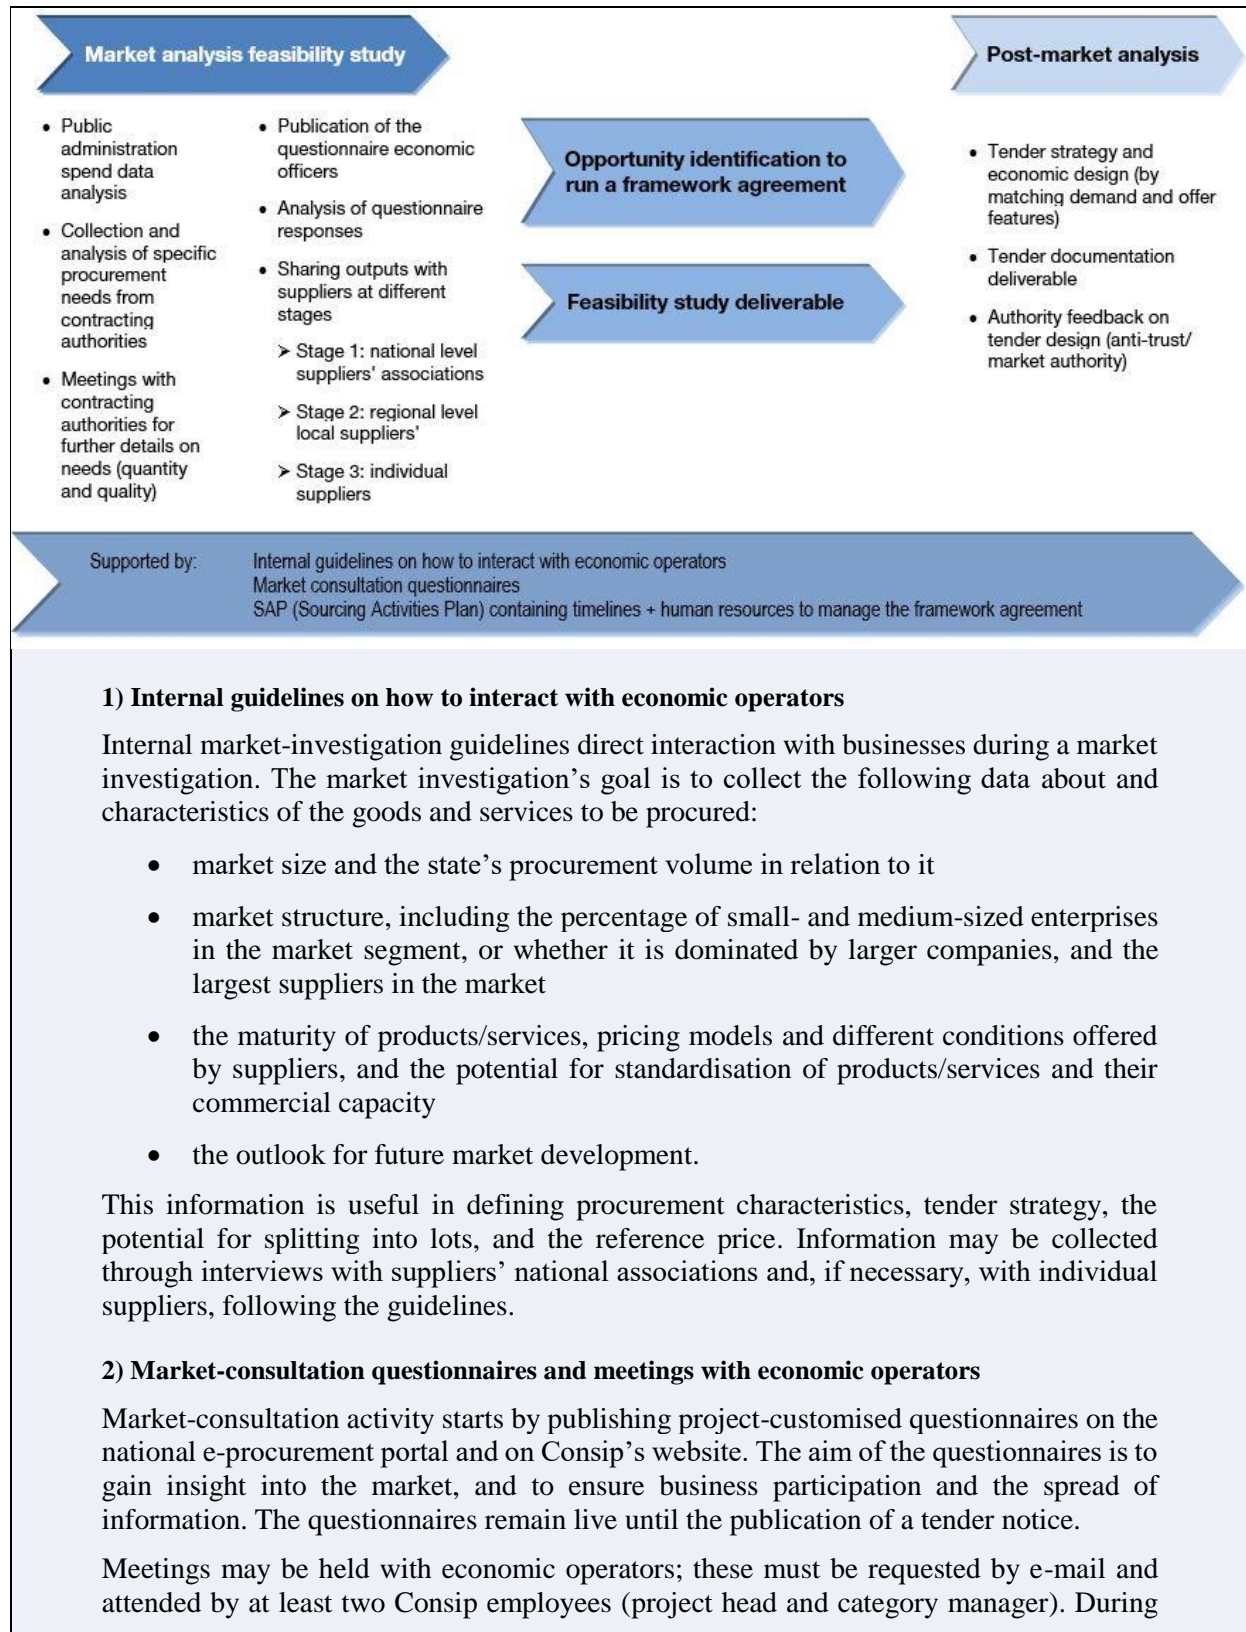 Market analysis feasibility study
• Public
administration
spend data
analysis
• Collection and
analysis of specific
procurement
needs from
contracting
authorities
• Meetings with
contracting
authorities for
further details on
needs (quantity
and quality)
• Publication of the
questionnaire economic
officers
• Analysis of questionnaire
responses
• Sharing outputs with
suppliers at different
stages
➢ Stage 1: national level
suppliers' associations
➢ Stage 2: regional level
local suppliers'
➢ Stage 3: individual
suppliers
Opportunity identification to
run a framework agreement
Feasibility study deliverable
Post-market analysis
• Tender strategy and
economic design (by
matching demand and offer
features)
• Tender documentation
deliverable
• Authority feedback on
tender design (anti-trust/
market authority)
Supported by:
Internal guidelines on how to interact with economic operators
Market consultation questionnaires
SAP (Sourcing Activities Plan) containing timelines + human resources to manage the framework agreement
1) Internal guidelines on how to interact with economic operators
Internal market-investigation guidelines direct interaction with businesses during a market
investigation. The market investigation’s goal is to collect the following data about and
characteristics of the goods and services to be procured:
• market size and the state’s procurement volume in relation to it
• market structure, including the percentage of small- and medium-sized enterprises
in the market segment, or whether it is dominated by larger companies, and the
largest suppliers in the market
• the maturity of products/services, pricing models and different conditions offered
by suppliers, and the potential for standardisation of products/services and their
commercial capacity
• the outlook for future market development.
This information is useful in defining procurement characteristics, tender strategy, the
potential for splitting into lots, and the reference price. Information may be collected
through interviews with suppliers’ national associations and, if necessary, with individual
suppliers, following the guidelines.
2) Market-consultation questionnaires and meetings with economic operators
Market-consultation activity starts by publishing project-customised questionnaires on the
national e-procurement portal and on Consip’s website. The aim of the questionnaires is to
gain insight into the market, and to ensure business participation and the spread of
information. The questionnaires remain live until the publication of a tender notice.
Meetings may be held with economic operators; these must be requested by e-mail and
attended by at least two Consip employees (project head and category manager). During